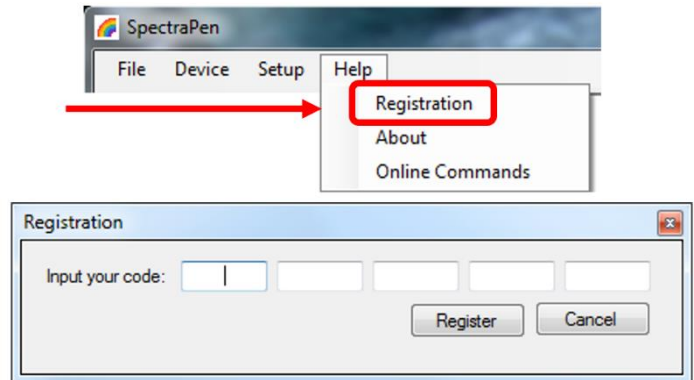 SpectraPen
File Device Setup Help
Registration
About
Online Commands
Registration
Input your code:
Register Cancel